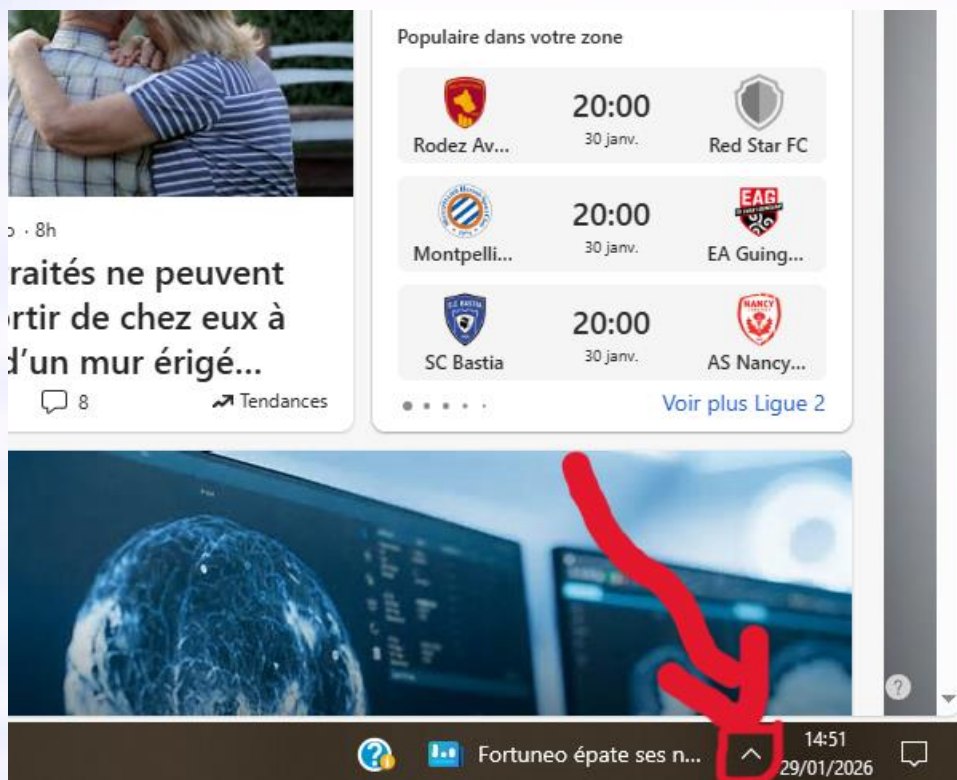 Populaire dans votre zone
Rodez Av...
20:00
30 janv.
Red Star FC
Montpelli...
20:00
30 janv.
EAG
EA Guing...
SC Bastia
20:00
30 janv.
NANCY
AS Nancy...
Voir plus Ligue 2
· 8h
raités ne peuvent
rtir de chez eux à
d'un mur érigé...
8
Tendances
?
Fortuneo épate ses n...
14:51
29/01/2026